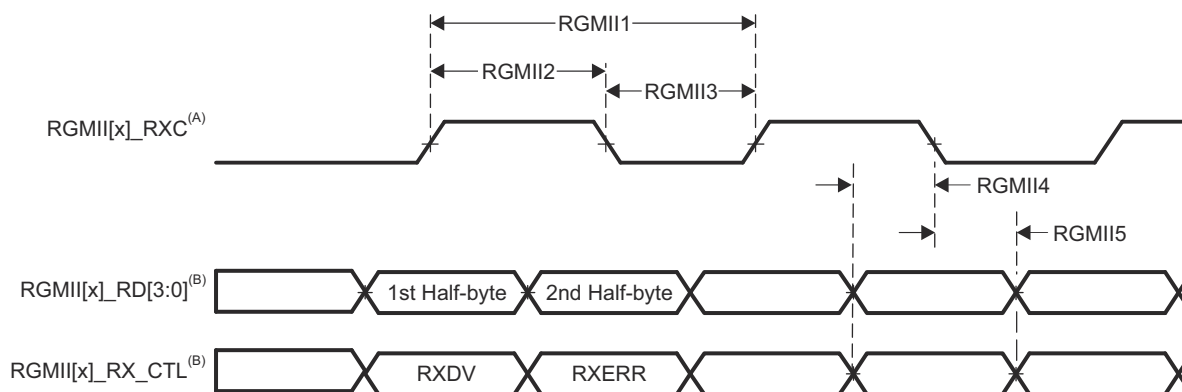 RGMII1
RGMII2
RGMII3
RGMII[x]_RXC(A)
RGMII4
RGMII5
RGMII[x]_RD[3:0](B)
1st Half-byte
2nd Half-byte
RGMII[x]_RX_CTL(B)
RXDV
RXERR